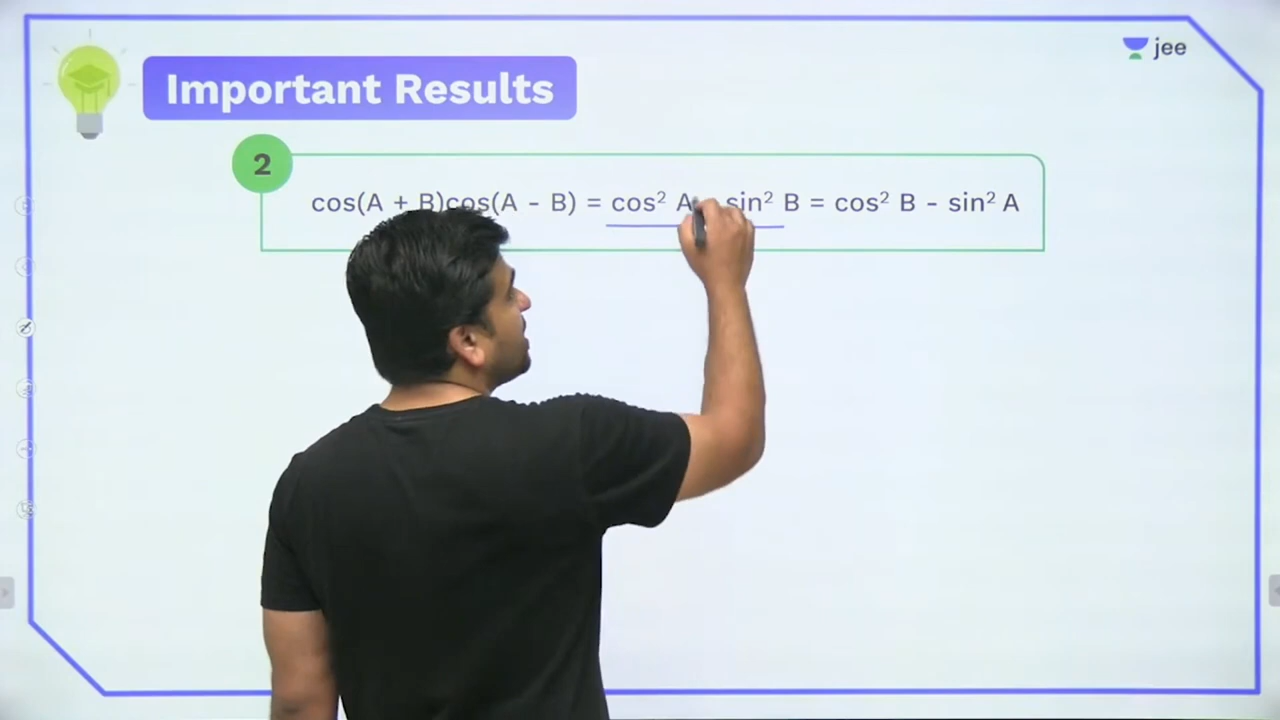 jee
Important Results
2
cos(A + B)cos(A - B) = cos² A sin² B = cos² B - sin² A